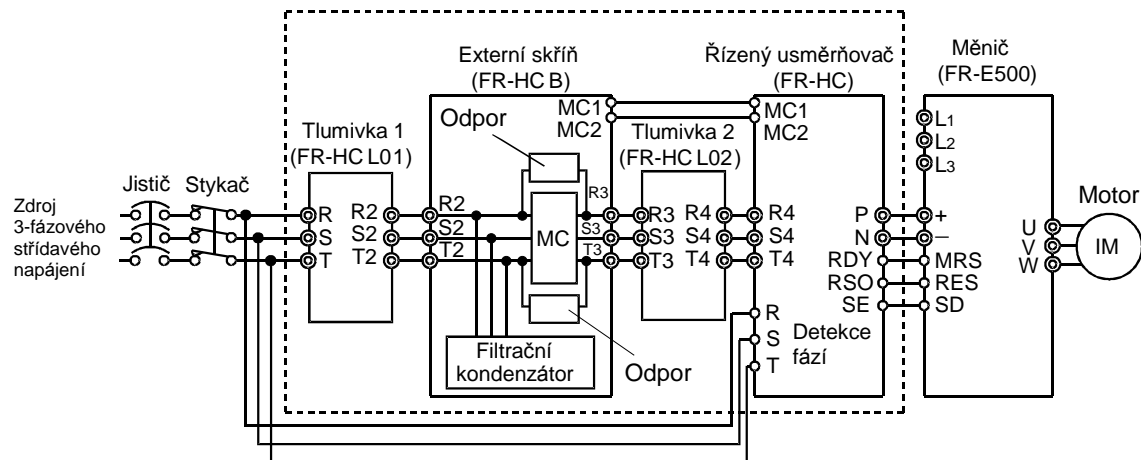 Externí skříň
(FR-HC B)
Řízený usměrňovač
(FR-HC)
Měnič
(FR-E500)
MC1
MC2
MC1
MC2
Odpor
Tlumivka 1
(FR-HC L01)
Tlumivka 2
(FR-HC L02)
L1
L2
L3
Jistič
Stykač
Zdroj
3-fázového
střídavého
napájení
R
S
T
R2
S2
T2
R2
S2
T2
MC
R3
S3
T3
R3
S3
T3
R4
S4
T4
R4
S4
T4
P
N
RDY
RSO
SE
+
–
MRS
RES
SD
U
V
W
Motor
IM
R
S
T
Detekce
fází
Filtrační
kondenzátor
Odpor